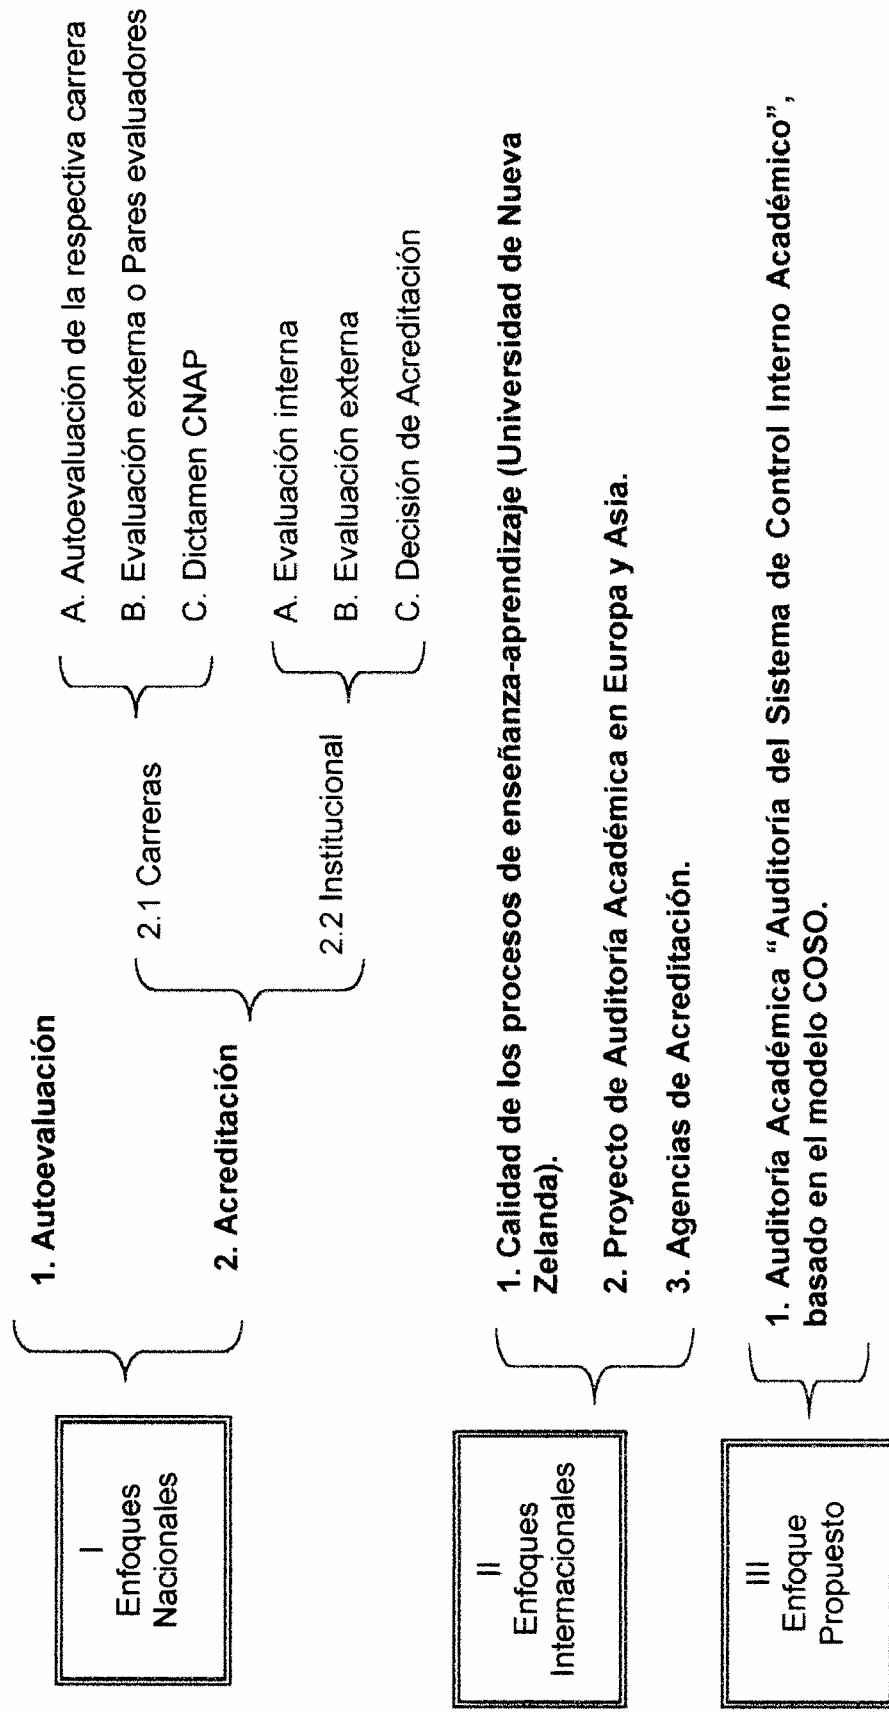 I
Enfoques
Nacionales
1. Autoevaluación
2. Acreditación
2.1 Carreras
A. Autoevaluación de la respectiva carrera
B. Evaluación externa o Pares evaluadores
C. Dictamen CNAP
2.2 Institucional
A. Evaluación interna
B. Evaluación externa
C. Decisión de Acreditación
II
Enfoques
Internacionales
1. Calidad de los procesos de enseñanza-aprendizaje (Universidad de Nueva
Zelanda).
2. Proyecto de Auditoría Académica en Europa y Asia.
3. Agencias de Acreditación.
III
Enfoque
Propuesto
1. Auditoría Académica “Auditoría del Sistema de Control Interno Académico”,
basado en el modelo COSO.